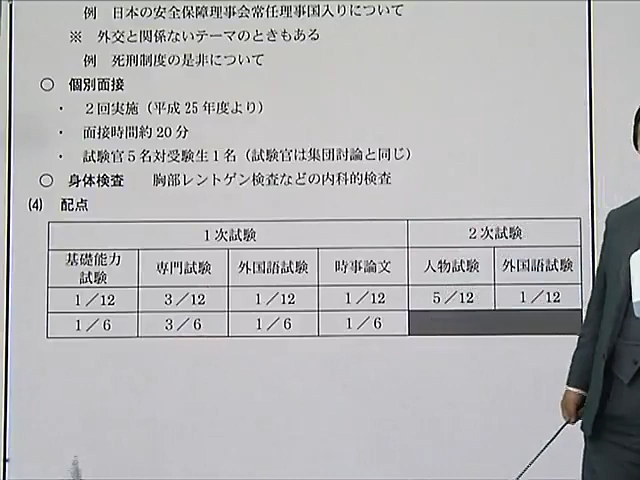 例 日本の安全保障理事会常任理事国入りについて
※ 外交と関係ないテーマのときもある
例 死刑制度の是非について
○ 個別面接
・ 2回実施（平成25年度より）
・ 面接時間約20分
・ 試験官5名対受験生1名（試験官は集団討論と同じ）
○ 身体検査 胸部レントゲン検査などの内科的検査
(4) 配点
1次試験 2次試験
基礎能力試験 専門試験 外国語試験 時事論文 人物試験 外国語試験
1／12 3／12 1／12 1／12 5／12 1／12
1／6 3／6 1／6 1／6